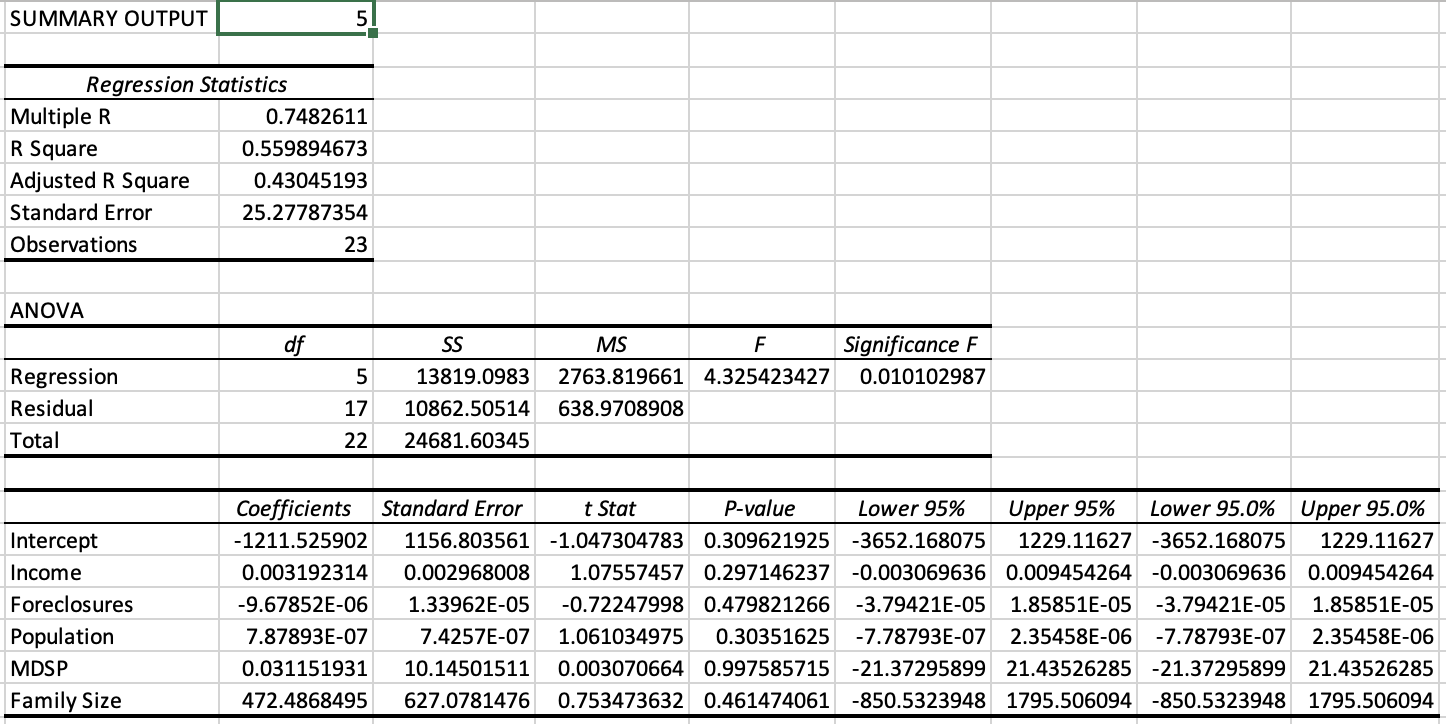 SUMMARY OUTPUT 5
Regression Statistics
Multiple R 0.7482611
R Square 0.559894673
Adjusted R Square 0.43045193
Standard Error 25.27787354
Observations 23
ANOVA
df SS MS F Significance F
Regression 5 13819.0983 2763.819661 4.325423427 0.010102987
Residual 17 10862.50514 638.9708908
Total 22 24681.60345
Coefficients Standard Error t Stat P-value Lower 95% Upper 95% Lower 95.0% Upper 95.0%
Intercept -1211.525902 1156.803561 -1.047304783 0.309621925 -3652.168075 1229.11627 -3652.168075 1229.11627
Income 0.003192314 0.002968008 1.07557457 0.297146237 -0.003069636 0.009454264 -0.003069636 0.009454264
Foreclosures -9.67852E-06 1.33962E-05 -0.72247998 0.479821266 -3.79421E-05 1.85851E-05 -3.79421E-05 1.85851E-05
Population 7.87893E-07 7.4257E-07 1.061034975 0.30351625 -7.78793E-07 2.35458E-06 -7.78793E-07 2.35458E-06
MDSP 0.031151931 10.14501511 0.003070664 0.997585715 -21.37295899 21.43526285 -21.37295899 21.43526285
Family Size 472.4868495 627.0781476 0.753473632 0.461474061 -850.5323948 1795.506094 -850.5323948 1795.506094